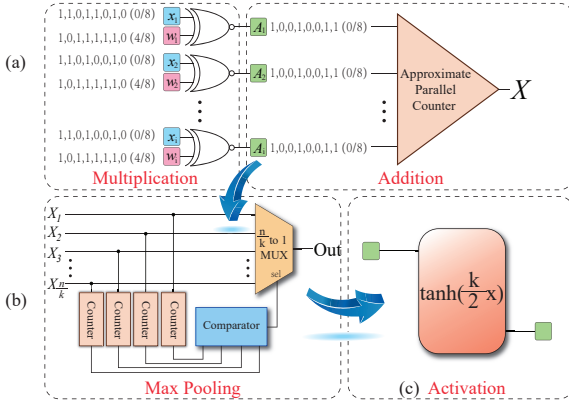 (a)
1,1,0,1,1,0,1,0 (0/8) x₁
1,0,1,1,1,1,1,0 (4/8) w₁
A₁ 1,0,0,1,0,0,1,1 (0/8)
1,1,0,1,0,0,1,0 (0/8) x₂
1,0,1,1,1,1,1,0 (4/8) w₂
A₂ 1,0,0,1,0,0,1,1 (0/8)
1,1,0,1,0,0,1,0 (0/8) x₁
1,0,1,1,1,1,1,0 (4/8) w₁
A₁ 1,0,0,1,0,0,1,1 (0/8)
Approximate
Parallel
Counter
X
Multiplication
Addition
(b)
X₁
X₂
X₃
Xn/k
n/k to 1
MUX
sel
Out
Counter
Counter
Counter
Counter
Comparator
Max Pooling
tanh(k/2 x)
(c) Activation